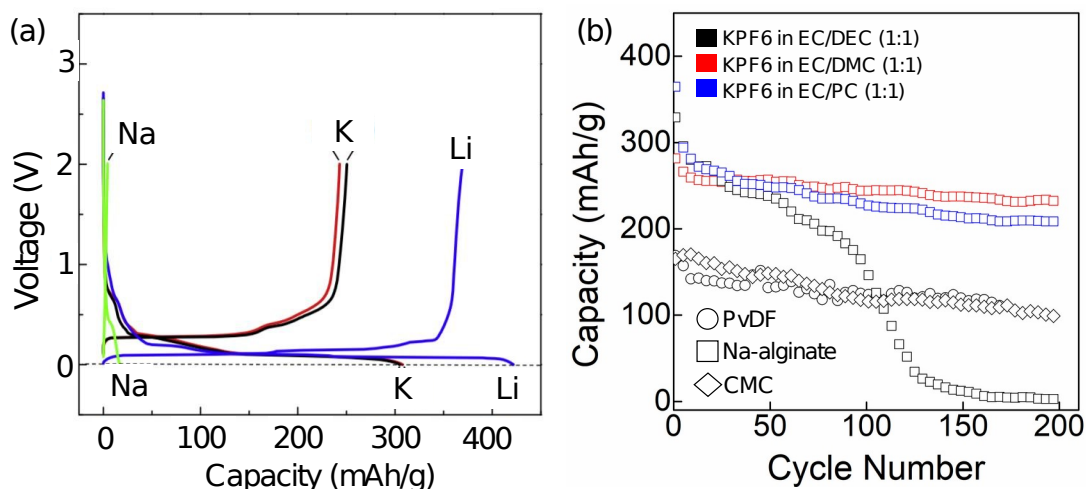 (a)
3
2
1
0
Voltage (V)
Na
K
Li
Na
K
Li
0 100 200 300 400
Capacity (mAh/g)
(b)
400
300
200
100
0
Capacity (mAh/g)
KPF6 in EC/DEC (1:1)
KPF6 in EC/DMC (1:1)
KPF6 in EC/PC (1:1)
PvDF
Na-alginate
CMC
0 50 100 150 200
Cycle Number